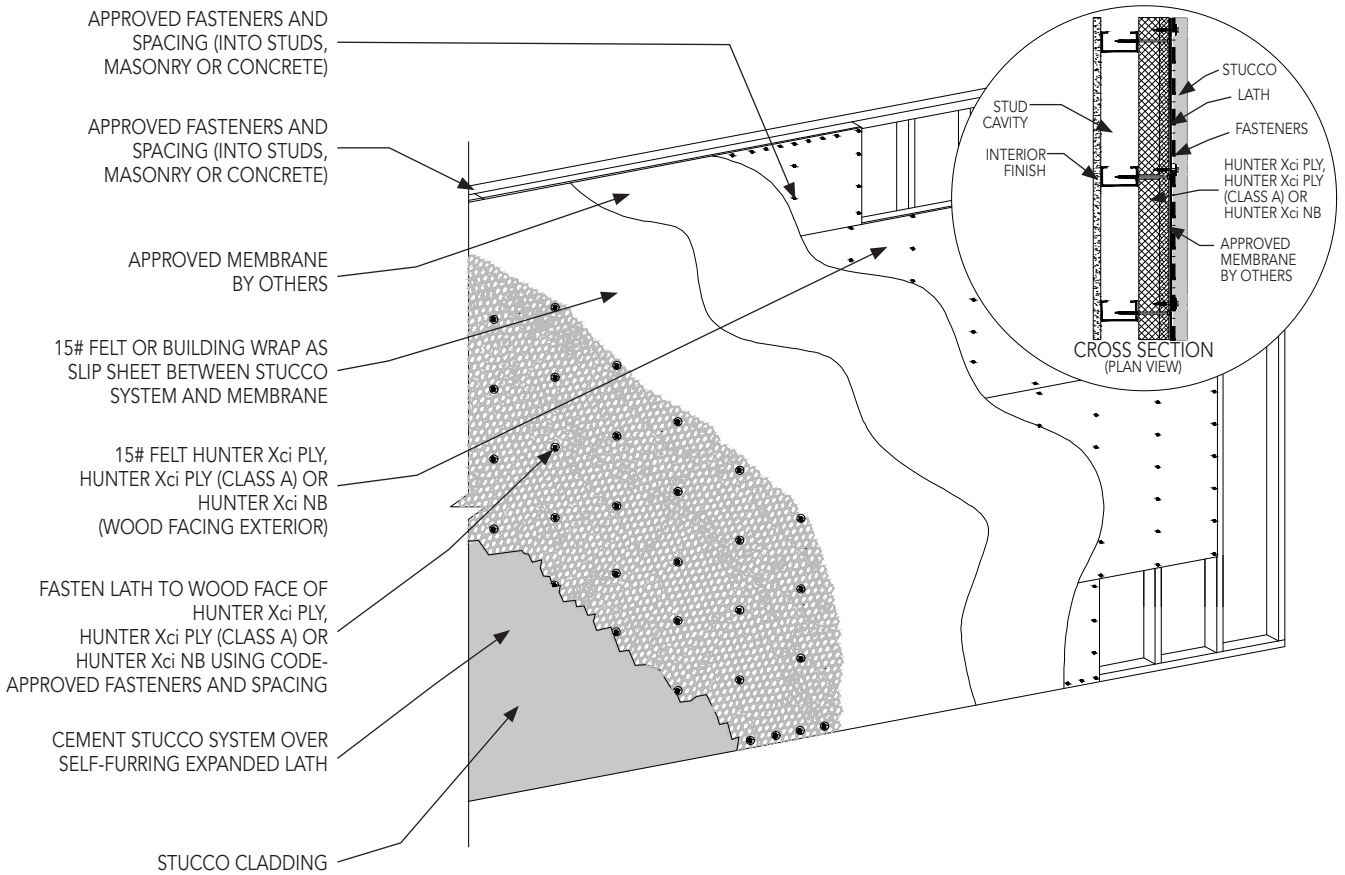 APPROVED FASTENERS AND
SPACING (INTO STUDS,
MASONRY OR CONCRETE)
APPROVED FASTENERS AND
SPACING (INTO STUDS,
MASONRY OR CONCRETE)
APPROVED MEMBRANE
BY OTHERS
15# FELT OR BUILDING WRAP AS
SLIP SHEET BETWEEN STUCCO
SYSTEM AND MEMBRANE
15# FELT HUNTER Xci PLY,
HUNTER Xci PLY (CLASS A) OR
HUNTER Xci NB
(WOOD FACING EXTERIOR)
FASTEN LATH TO WOOD FACE OF
HUNTER Xci PLY,
HUNTER Xci PLY (CLASS A) OR
HUNTER Xci NB USING CODE-
APPROVED FASTENERS AND SPACING
CEMENT STUCCO SYSTEM OVER
SELF-FURRING EXPANDED LATH
STUCCO CLADDING
STUD
CAVITY
INTERIOR
FINISH
STUCCO
LATH
FASTENERS
HUNTER Xci PLY,
HUNTER Xci PLY
(CLASS A) OR
HUNTER Xci NB
APPROVED
MEMBRANE
BY OTHERS
CROSS SECTION
(PLAN VIEW)